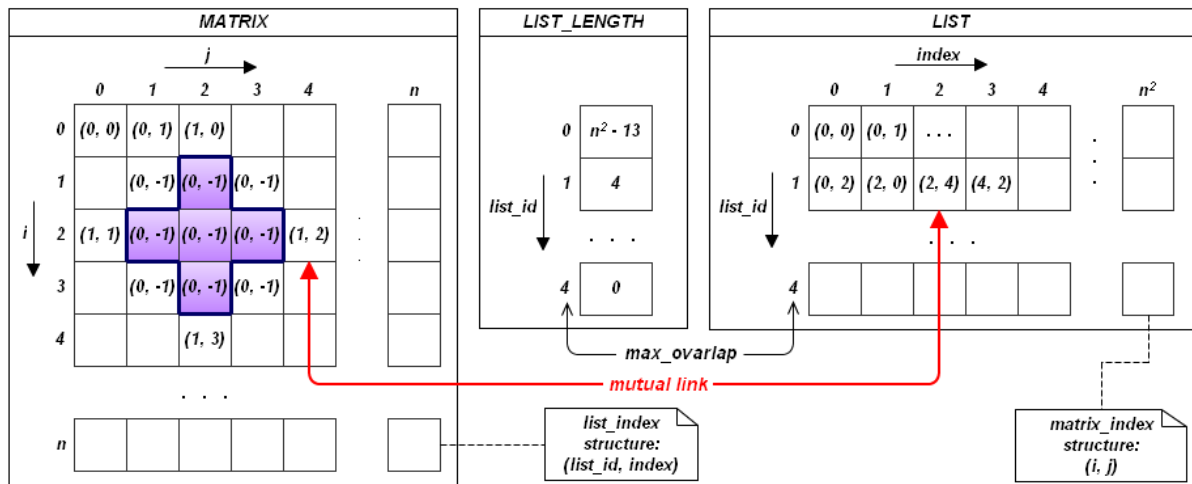 MATRIX
j
0 1 2 3 4 n
0 (0, 0) (0, 1) (1, 0)
1 (0, -1) (0, -1) (0, -1)
i 2 (1, 1) (0, -1) (0, -1) (0, -1) (1, 2)
3 (0, -1) (0, -1) (0, -1)
4 (1, 3)
. . .
n
LIST_LENGTH
0 n² - 13
1 4
list_id
. . .
4 0
LIST
index
0 1 2 3 4 n²
0 (0, 0) (0, 1) . . .
1 (0, 2) (2, 0) (2, 4) (4, 2)
list_id
. . .
4
max_ovarlap
mutual link
list_index
structure:
(list_id, index)
matrix_index
structure:
(i, j)